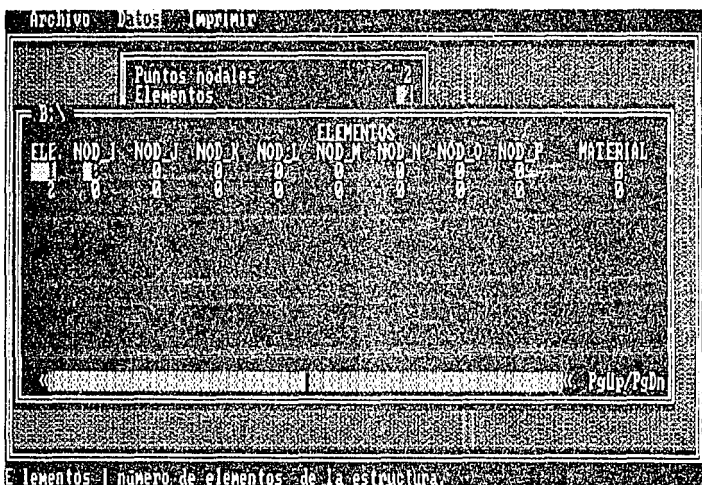 Archivo Datos Imprimir
Puntos nodales 2
Elementos
B:\
ELEMENTOS
ELE. NOD_I NOD_J NOD_K NOD_L NOD_M NOD_N NOD_O NOD_P MATERIAL
1 0 0 0 0 0 0 0 0
2 0 0 0 0 0 0 0 0 0
PgUp/PgDn
Elementos | numero de elementos de la estructura.